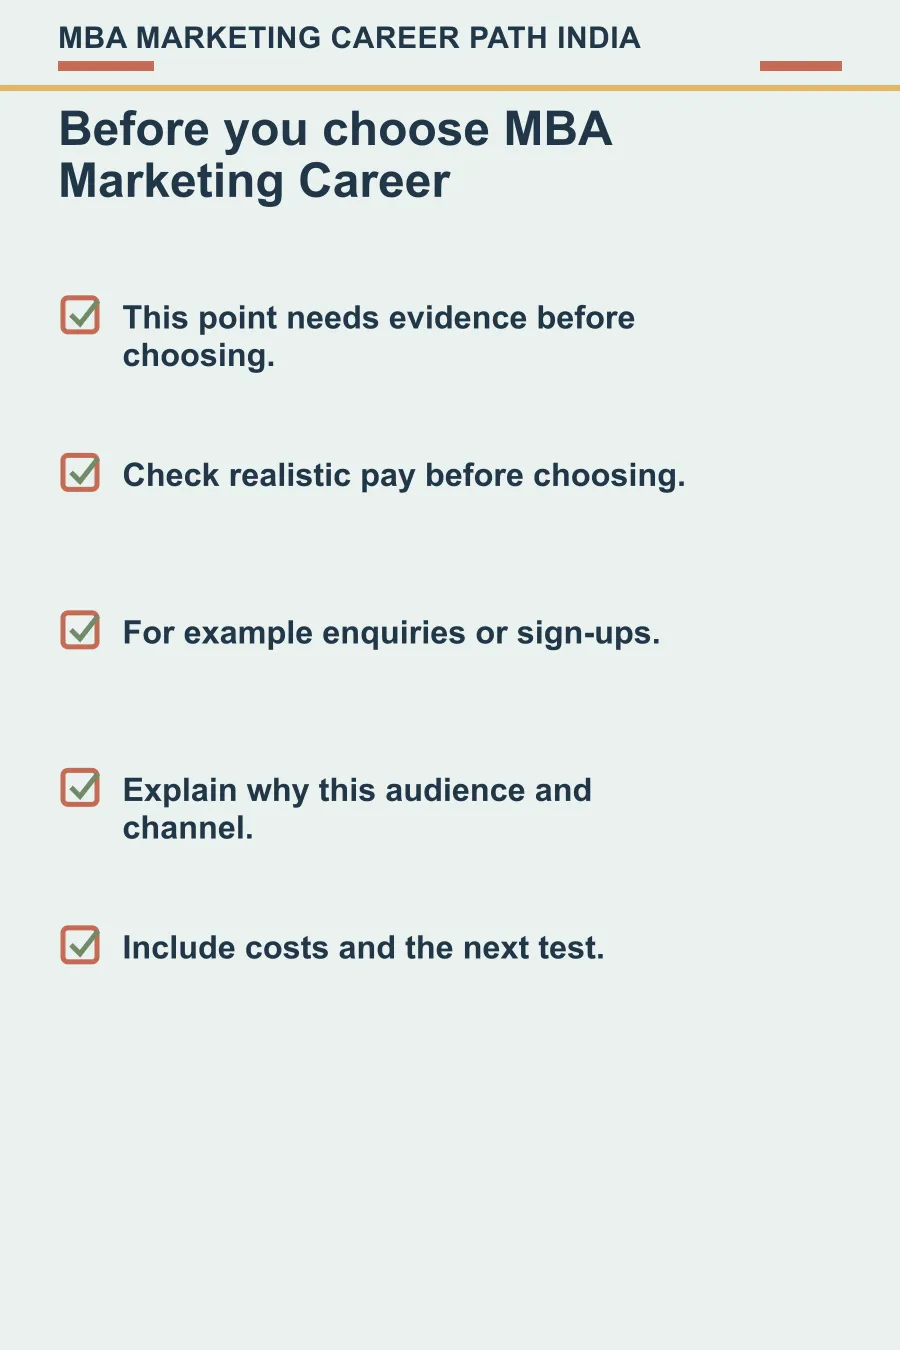 MBA MARKETING CAREER PATH INDIA
Before you choose MBA
Marketing Career
This point needs evidence before
choosing.
Check realistic pay before choosing.
For example enquiries or sign-ups.
Explain why this audience and
channel.
Include costs and the next test.